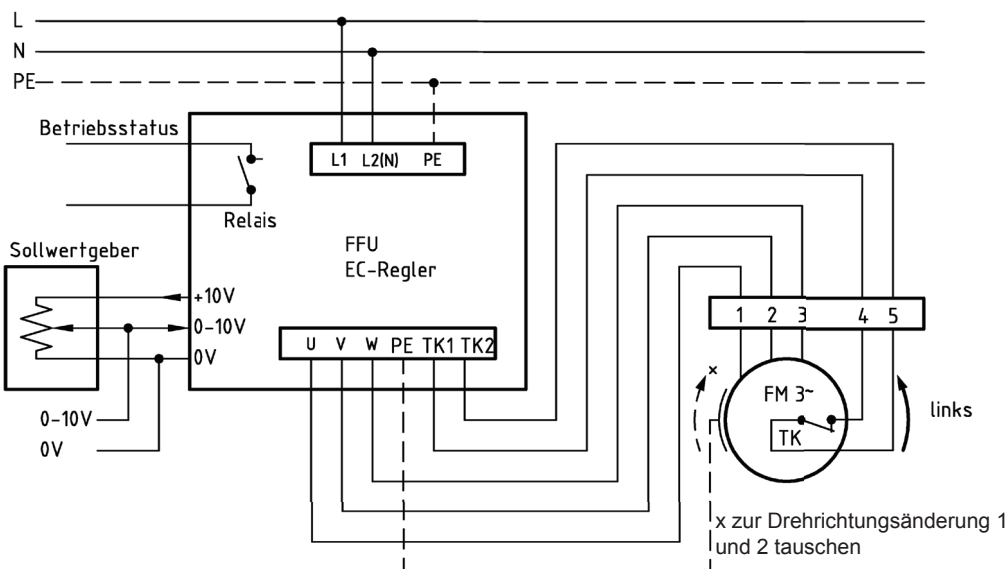 L
N
PE
Betriebsstatus
L1 L2(N) PE
Relais
FFU
EC-Regler
Sollwertgeber
+10V
0-10V
0V
U V W PE TK1 TK2
0-10V
0V
1 2 3 4 5
x
FM 3~
TK
links
x zur Drehrichtungsänderung 1
und 2 tauschen